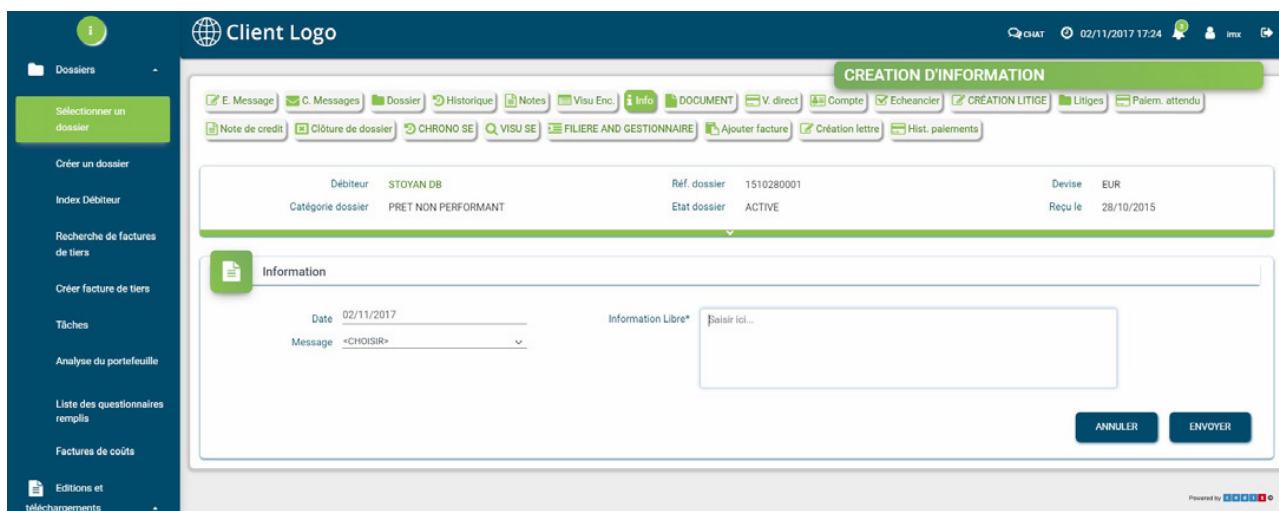 Client Logo
CHAT 02/11/2017 17:24 imx
CREATION D'INFORMATION
Dossiers
Sélectionner un
dossier
Créer un dossier
Index Débiteur
Recherche de factures
de tiers
Créer facture de tiers
Tâches
Analyse du portefeuille
Liste des questionnaires
remplis
Factures de coûts
Editions et
téléchargements
E. Message C. Messages Dossier Historique Notes Visu Enc. Info DOCUMENT V. direct Compte Echeancier CRÉATION LITIGE Litiges Paiem. attendu
Note de credit Clôture de dossier CHRONO SE VISU SE FILIERE AND GESTIONNAIRE Ajouter facture Création lettre Hist. paiements
Débiteur STOYAN DB Réf. dossier 1510280001 Devise EUR
Catégorie dossier PRET NON PERFORMANT Etat dossier ACTIVE Reçu le 28/10/2015
Information
Date 02/11/2017 Information Libre* Saisir ici...
Message <CHOISIR>
ANNULER ENVOYER
Powered by